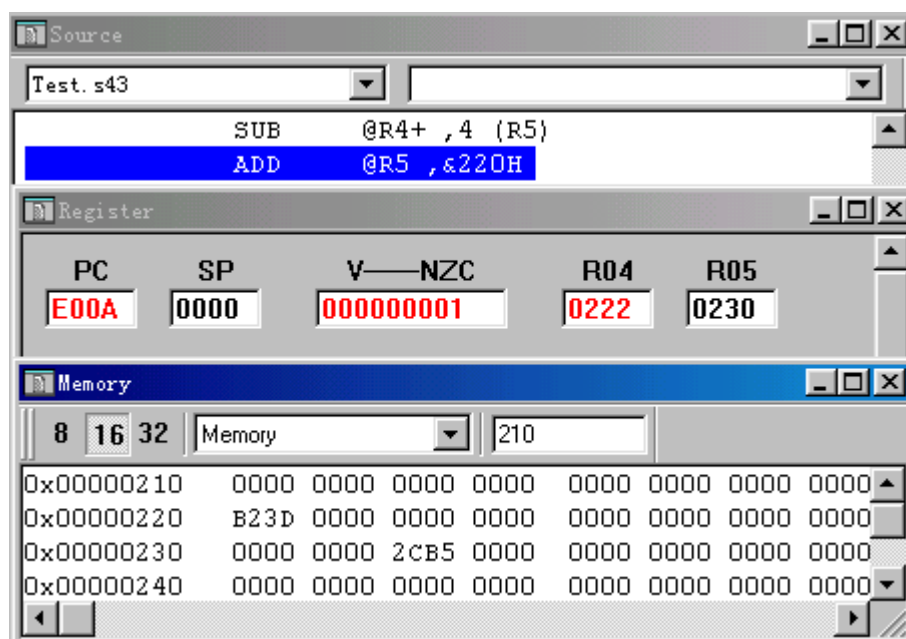 Source
Test.s43
SUB @R4+ ,4 (R5)
ADD @R5 ,&220H
Register
PC SP V——NZC R04 R05
E00A 0000 000000001 0222 0230
Memory
8 16 32 Memory 210
0x00000210 0000 0000 0000 0000 0000 0000 0000 0000
0x00000220 B23D 0000 0000 0000 0000 0000 0000 0000
0x00000230 0000 0000 2CB5 0000 0000 0000 0000 0000
0x00000240 0000 0000 0000 0000 0000 0000 0000 0000